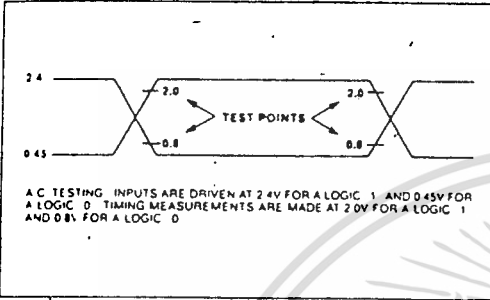 2.4
2.0
2.0
TEST POINTS
0.8
0.8
0.45
A C TESTING INPUTS ARE DRIVEN AT 2 4V FOR A LOGIC 1 AND 0 45V FOR
A LOGIC 0 TIMING MEASUREMENTS ARE MADE AT 2 0V FOR A LOGIC 1
AND 0 8V FOR A LOGIC 0